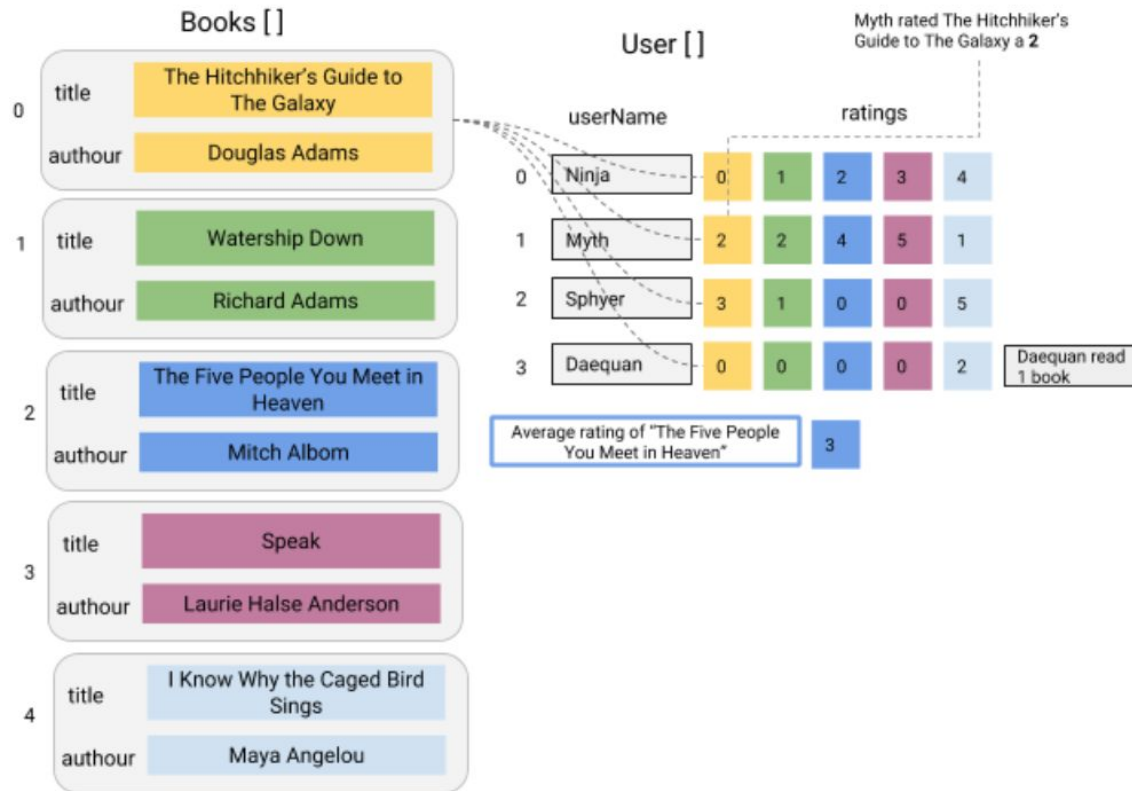 Books [ ]
0
title
The Hitchhiker's Guide to
The Galaxy
authour
Douglas Adams
1
title
Watership Down
authour
Richard Adams
2
title
The Five People You Meet in
Heaven
authour
Mitch Albom
3
title
Speak
authour
Laurie Halse Anderson
4
title
I Know Why the Caged Bird
Sings
authour
Maya Angelou
User [ ]
Myth rated The Hitchhiker's
Guide to The Galaxy a 2
userName
ratings
0 Ninja 0 1 2 3 4
1 Myth 2 2 4 5 1
2 Sphyer 3 1 0 0 5
3 Daequan 0 0 0 0 2
Daequan read
1 book
Average rating of "The Five People
You Meet in Heaven"
3